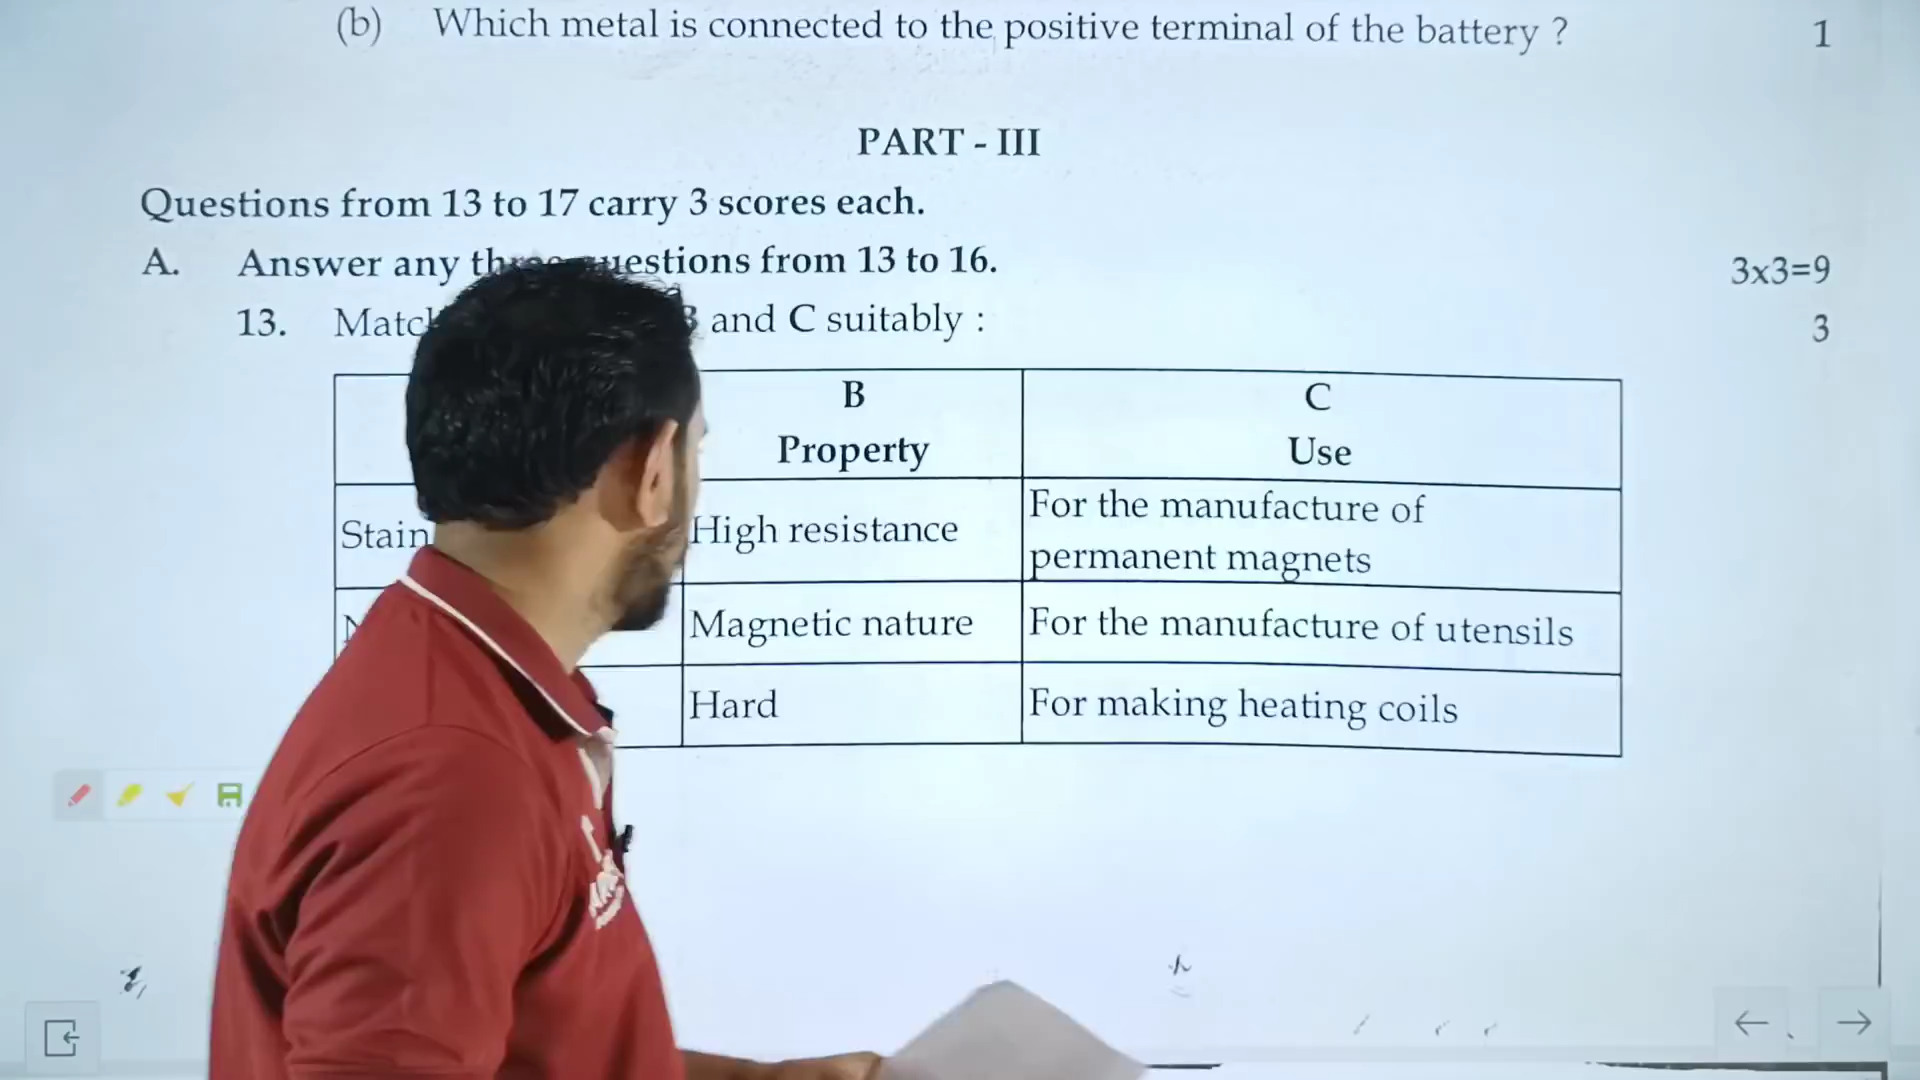 (b) Which metal is connected to the positive terminal of the battery ? 1
PART - III
Questions from 13 to 17 carry 3 scores each.
A. Answer any three questions from 13 to 16. 3x3=9
13. Match and C suitably : 3
B C
Property Use
Stain High resistance For the manufacture of
permanent magnets
Magnetic nature For the manufacture of utensils
Hard For making heating coils